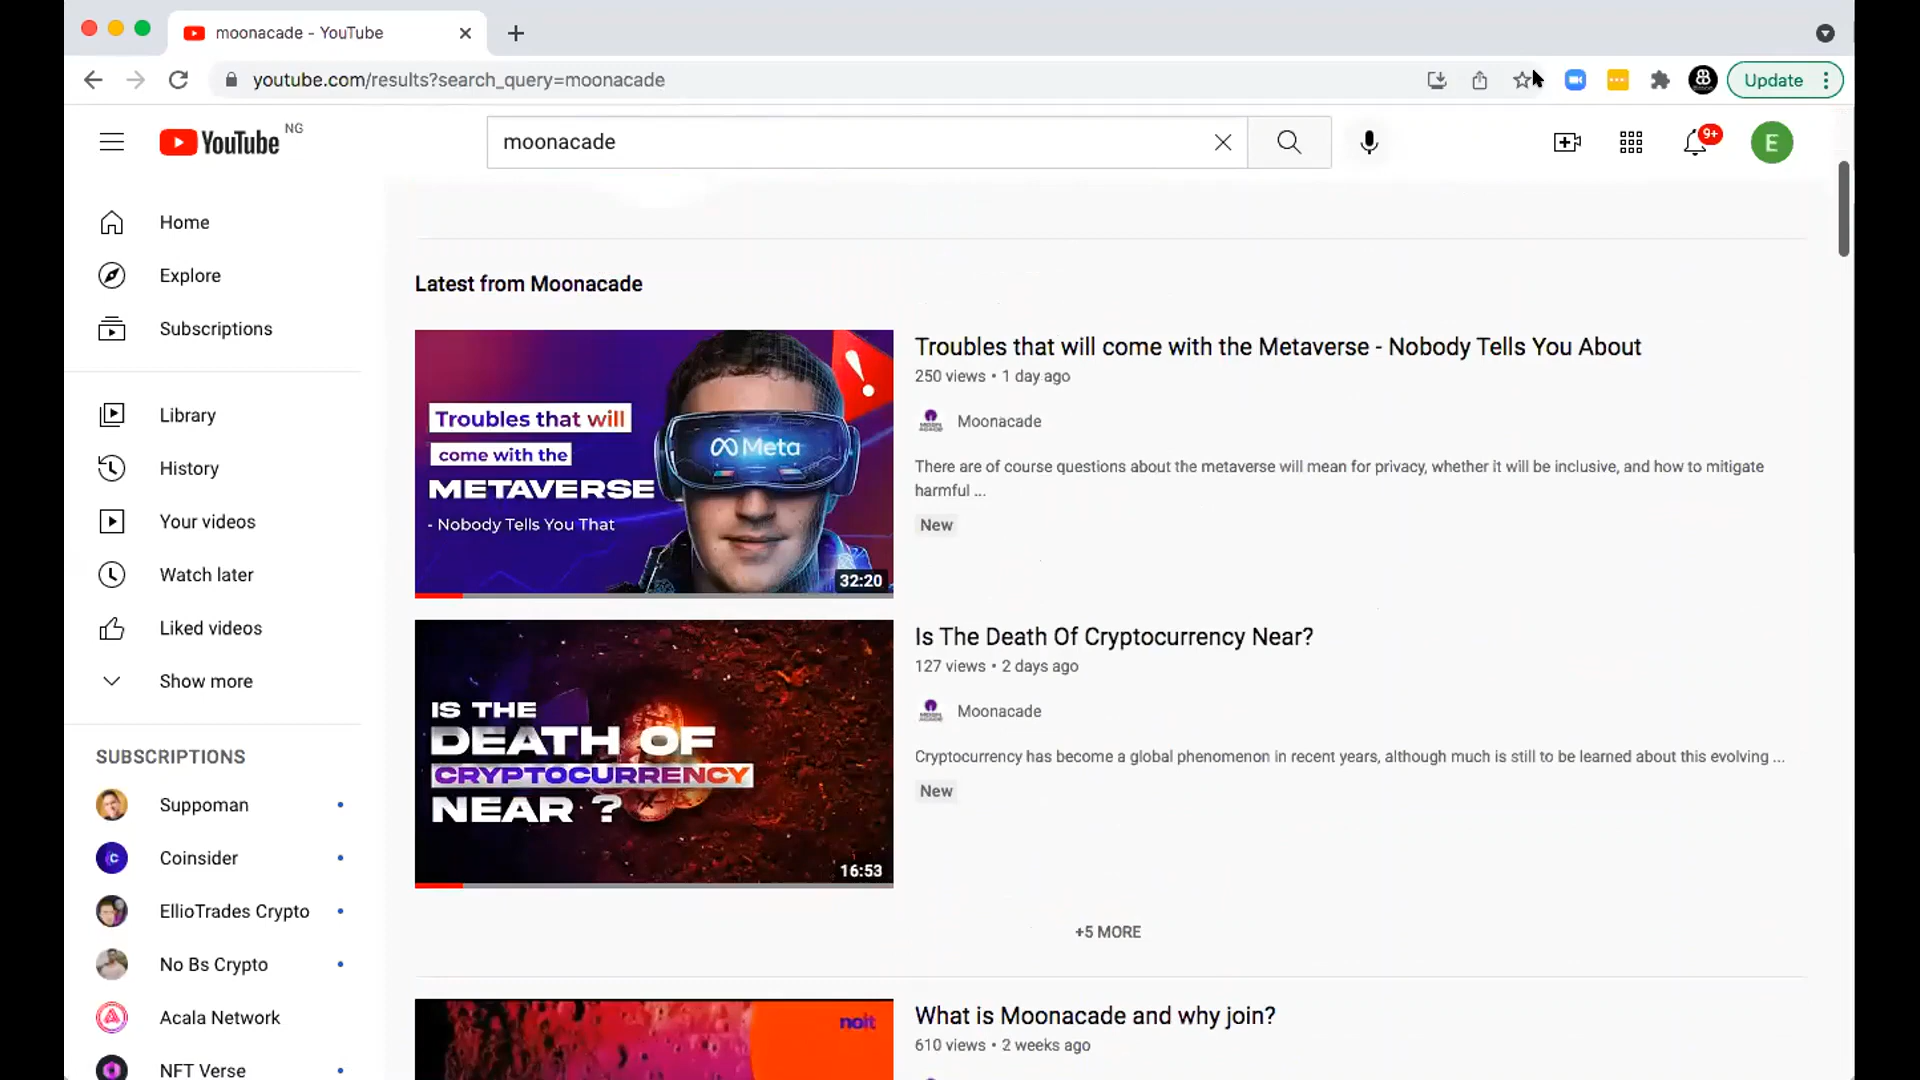 moonacade - YouTube
youtube.com/results?search_query=moonacade
Update
YouTube NG
moonacade
9+
E
Home
Explore
Subscriptions
Library
History
Your videos
Watch later
Liked videos
Show more
SUBSCRIPTIONS
Suppoman
Coinsider
EllioTrades Crypto
No Bs Crypto
Acala Network
NFT Verse
Latest from Moonacade
Troubles that will
come with the
METAVERSE
- Nobody Tells You That
Meta
32:20
Troubles that will come with the Metaverse - Nobody Tells You About
250 views • 1 day ago
Moonacade
There are of course questions about the metaverse will mean for privacy, whether it will be inclusive, and how to mitigate
harmful ...
New
IS THE
DEATH OF
CRYPTOCURRENCY
NEAR ?
16:53
Is The Death Of Cryptocurrency Near?
127 views • 2 days ago
Moonacade
Cryptocurrency has become a global phenomenon in recent years, although much is still to be learned about this evolving ...
New
+5 MORE
noit
What is Moonacade and why join?
610 views • 2 weeks ago